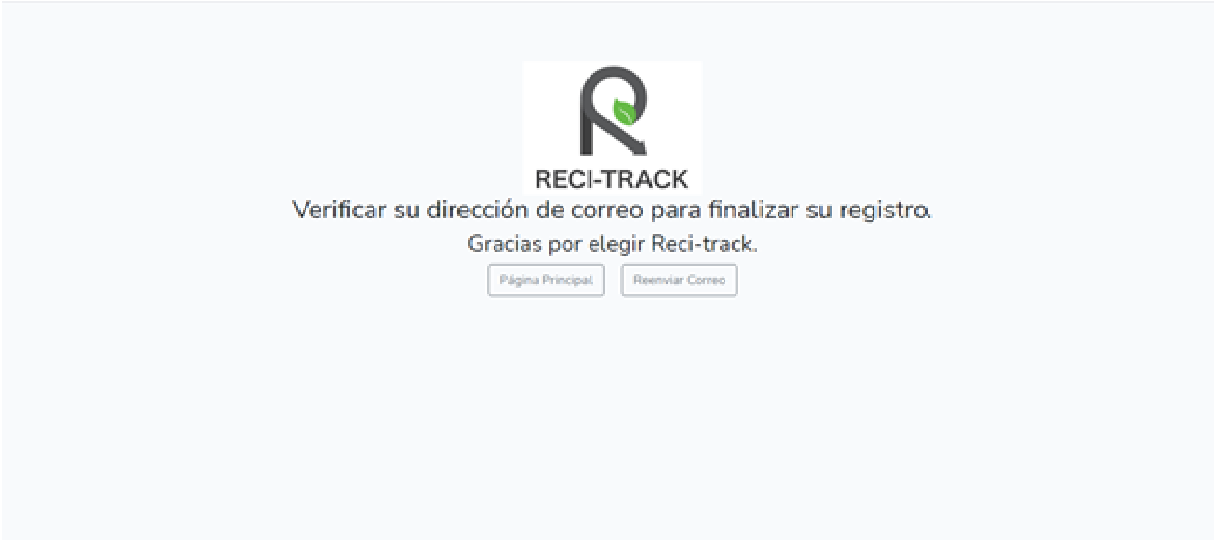 RECI-TRACK
Verificar su dirección de correo para finalizar su registro.
Gracias por elegir Reci-track.
Página Principal Reenviar Correo